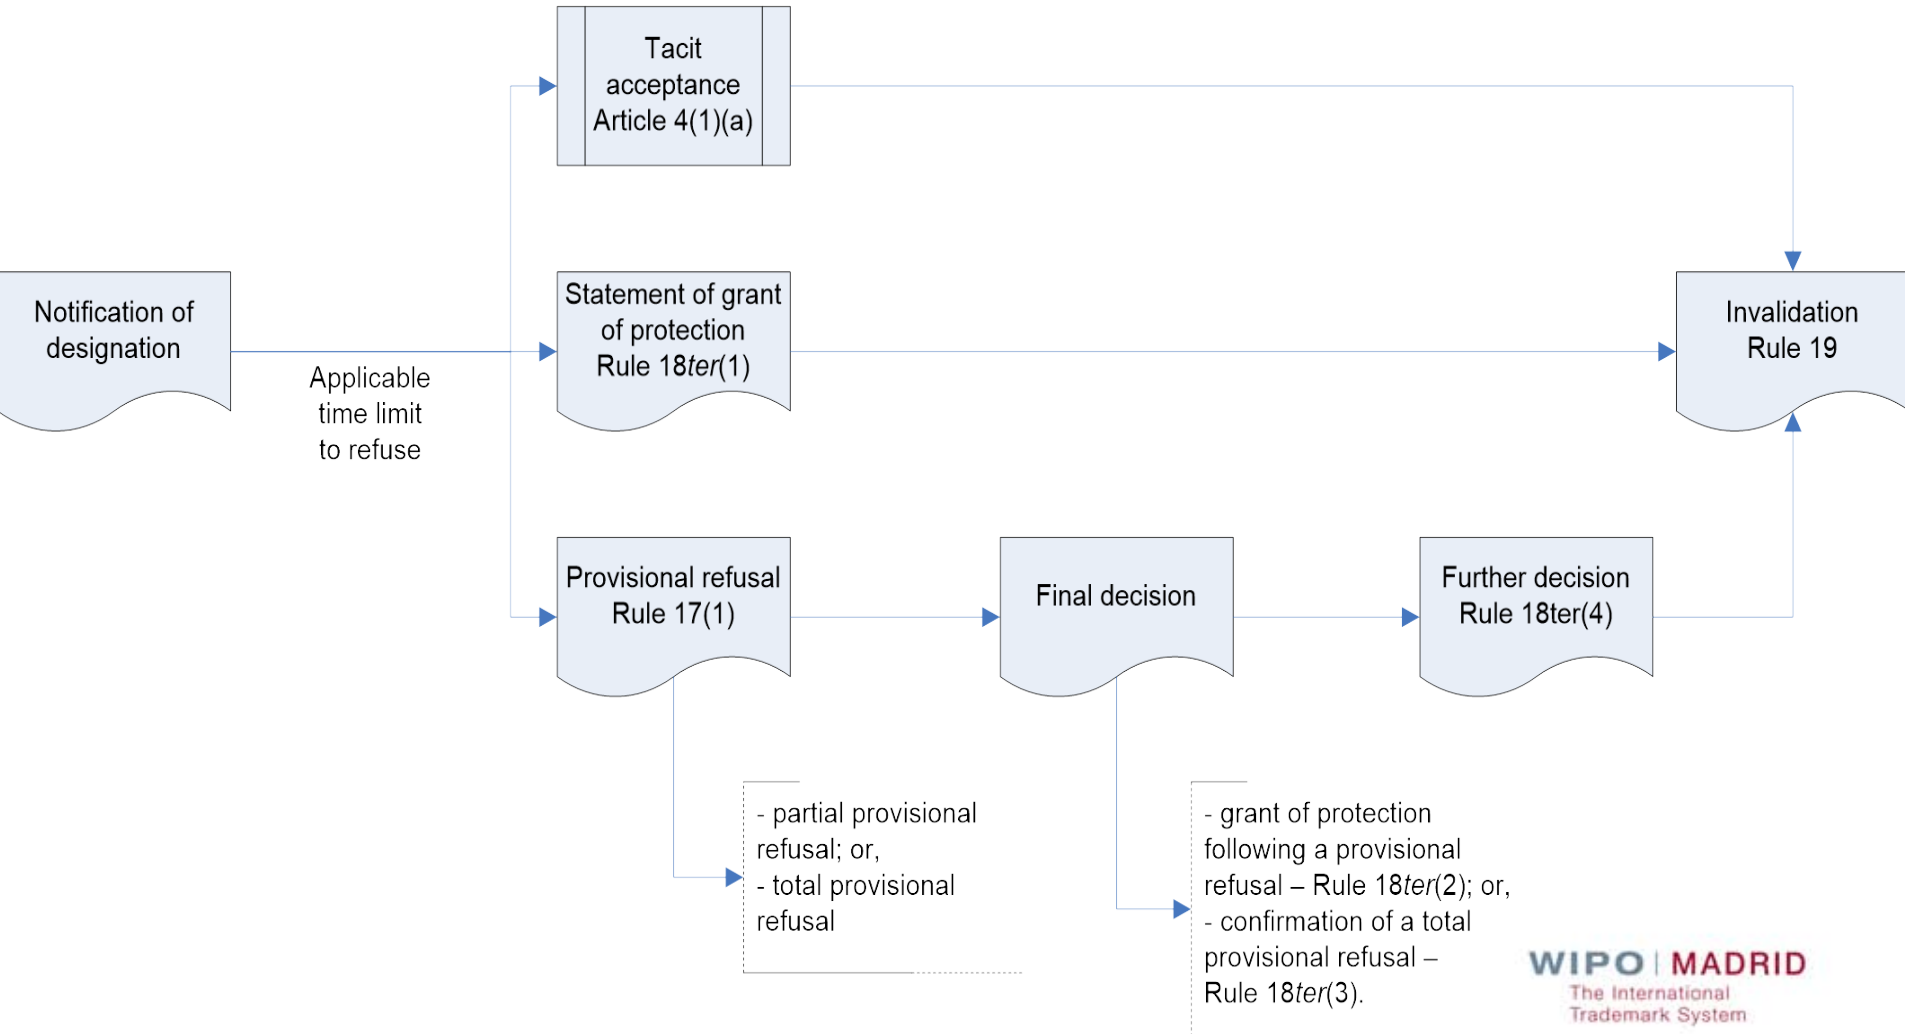 Tacit
acceptance
Article 4(1)(a)
Notification of
designation
Applicable
time limit
to refuse
Statement of grant
of protection
Rule 18ter(1)
Invalidation
Rule 19
Provisional refusal
Rule 17(1)
Final decision
Further decision
Rule 18ter(4)
- partial provisional
refusal; or,
- total provisional
refusal
- grant of protection
following a provisional
refusal – Rule 18ter(2); or,
- confirmation of a total
provisional refusal –
Rule 18ter(3).
WIPO | MADRID
The International
Trademark System